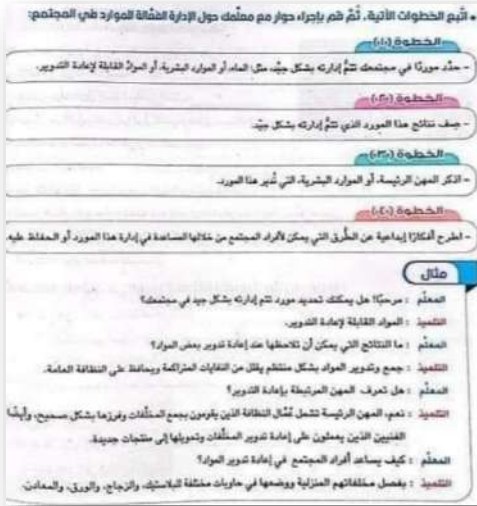 • اتَّبِع الخطوات الآتية، ثُمَّ قم بإجراء حوار مع معلّمك حول الإدارة الفعَّالة للموارد في المجتمع:
الخطوة (١)
- حدِّد موردًا في مجتمعك تتمُّ إدارته بشكل جيِّد، مثل: الماء، أو الموارد البشرية، أو الموادّ القابلة لإعادة التدوير.
الخطوة (٢)
- صِف نتائج هذا المورد الذي تتمُّ إدارته بشكل جيِّد.
الخطوة (٣)
- اذكر المهن الرئيسة، أو الموارد البشرية، التي تُدير هذا المورد.
الخطوة (٤)
- اطرح أفكارًا إبداعية عن الطُّرق التي يمكن لأفراد المجتمع من خلالها المساعدة في إدارة هذا المورد أو الحفاظ عليه.
مثال
المعلّم : مرحبًا! هل يمكنك تحديد مورد تتم إدارته بشكل جيد في مجتمعك؟
التلميذ : المواد القابلة لإعادة التدوير.
المعلّم : ما النتائج التي يمكن أن تلاحظها عند إعادة تدوير بعض المواد؟
التلميذ : جمع وتدوير المواد بشكل منتظم يقلل من النفايات المتراكمة ويحافظ على النظافة العامة.
المعلّم : هل تعرف المهن المرتبطة بإعادة التدوير؟
التلميذ : نعم، المهن الرئيسة تشمل عُمَّال النظافة الذين يقومون بجمع المخلَّفات وفرزها بشكل صحيح، وأيضًا
الفنيين الذين يعملون على إعادة تدوير المخلَّفات وتحويلها إلى منتجات جديدة.
المعلّم : كيف يساعد أفراد المجتمع في إعادة تدوير المواد؟
التلميذ : بفصل مخلفاتهم المنزلية ووضعها في حاويات مختلفة للبلاستيك، والزجاج، والورق، والمعادن.